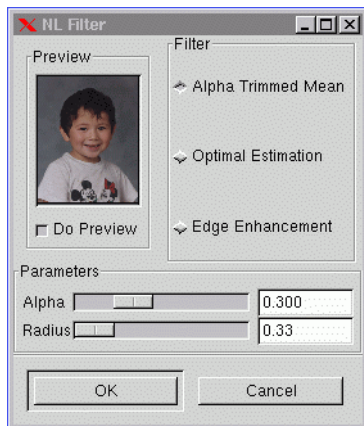 NL Filter
Preview
Do Preview
Filter
Alpha Trimmed Mean
Optimal Estimation
Edge Enhancement
Parameters
Alpha 0.300
Radius 0.33
OK Cancel